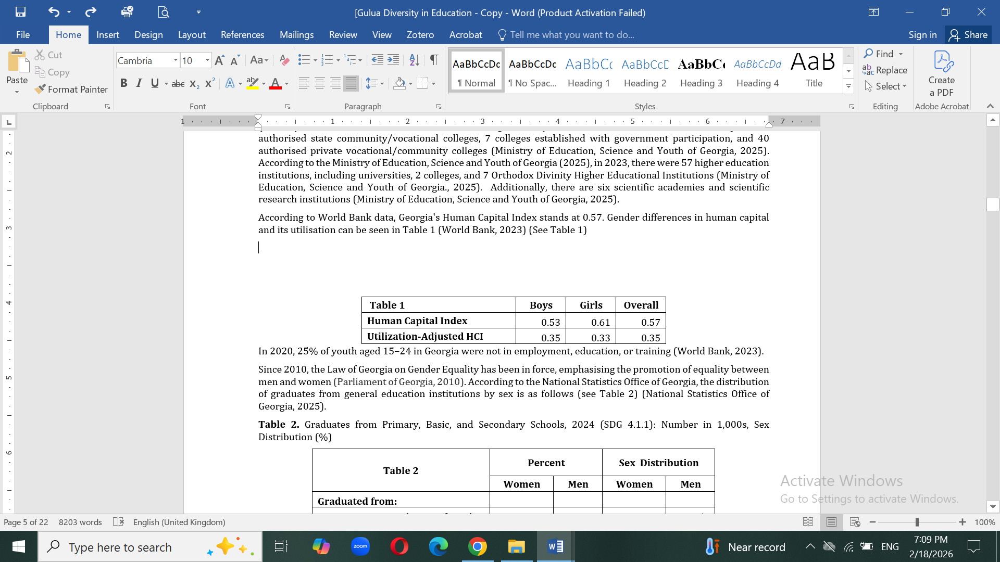 [Gulua Diversity in Education - Copy - Word (Product Activation Failed)
File Home Insert Design Layout References Mailings Review View Zotero Acrobat Tell me what you want to do... Sign in Share
Paste
Cut
Copy
Format Painter
Clipboard
Cambria 10
Font
Paragraph
AaBbCcDc AaBbCcDc AaBbCc AaBbCcD AaBbCc AaBbCcDd AaB
¶ Normal ¶ No Spac... Heading 1 Heading 2 Heading 3 Heading 4 Title
Styles
Find
Replace
Select
Editing
Create
a PDF
Adobe Acrobat
1 1 2 3 4 5 6 7
authorised state community/vocational colleges, 7 colleges established with government participation, and 40
authorised private vocational/community colleges (Ministry of Education, Science and Youth of Georgia, 2025).
According to the Ministry of Education, Science and Youth of Georgia (2025), in 2023, there were 57 higher education
institutions, including universities, 2 colleges, and 7 Orthodox Divinity Higher Educational Institutions (Ministry of
Education, Science and Youth of Georgia., 2025).  Additionally, there are six scientific academies and scientific
research institutions (Ministry of Education, Science and Youth of Georgia, 2025).
According to World Bank data, Georgia's Human Capital Index stands at 0.57. Gender differences in human capital
and its utilisation can be seen in Table 1 (World Bank, 2023) (See Table 1)
Table 1 Boys Girls Overall
Human Capital Index 0.53 0.61 0.57
Utilization-Adjusted HCI 0.35 0.33 0.35
In 2020, 25% of youth aged 15–24 in Georgia were not in employment, education, or training (World Bank, 2023).
Since 2010, the Law of Georgia on Gender Equality has been in force, emphasising the promotion of equality between
men and women (Parliament of Georgia, 2010). According to the National Statistics Office of Georgia, the distribution
of graduates from general education institutions by sex is as follows (see Table 2) (National Statistics Office of
Georgia, 2025).
Table 2. Graduates from Primary, Basic, and Secondary Schools, 2024 (SDG 4.1.1): Number in 1,000s, Sex
Distribution (%)
Table 2 Percent Sex Distribution
Women Men Women Men
Graduated from:
Activate Windows
Go to Settings to activate Windows.
Page 5 of 22 8203 words English (United Kingdom) 100%
Type here to search
zoom
Near record
ENG
7:09 PM
2/18/2026